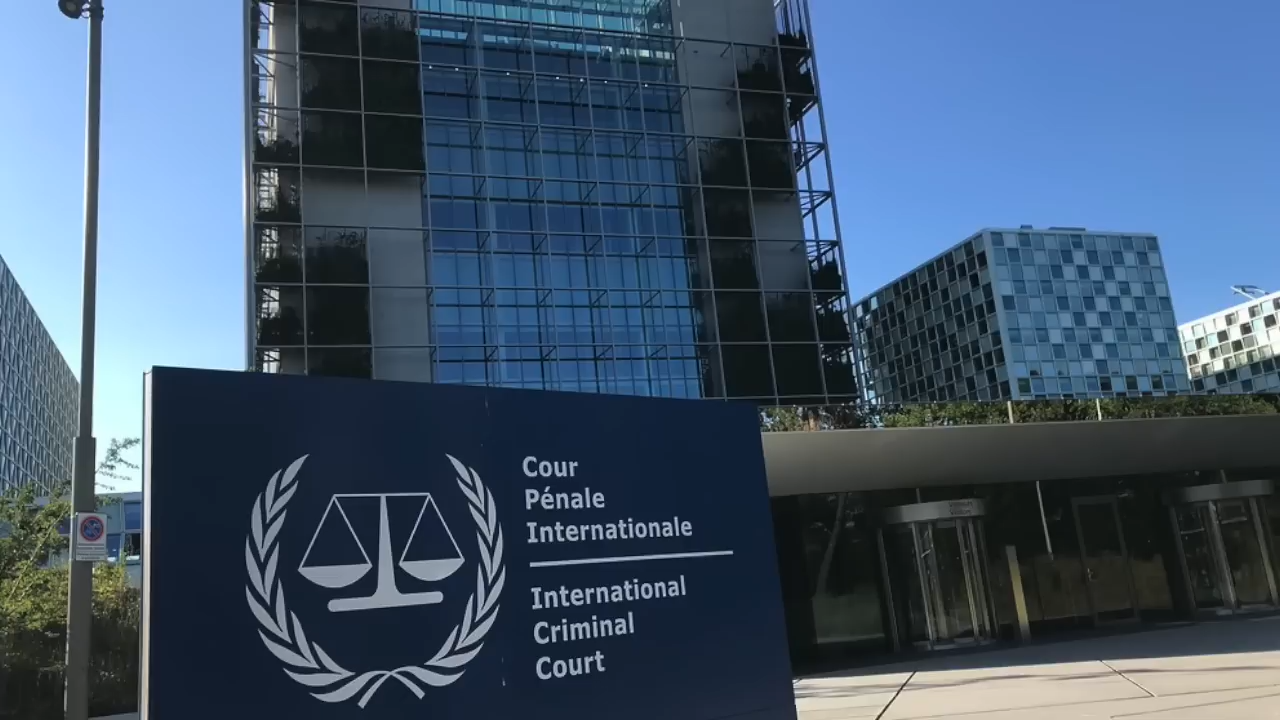 Cour
Pénale
Internationale
International
Criminal
Court